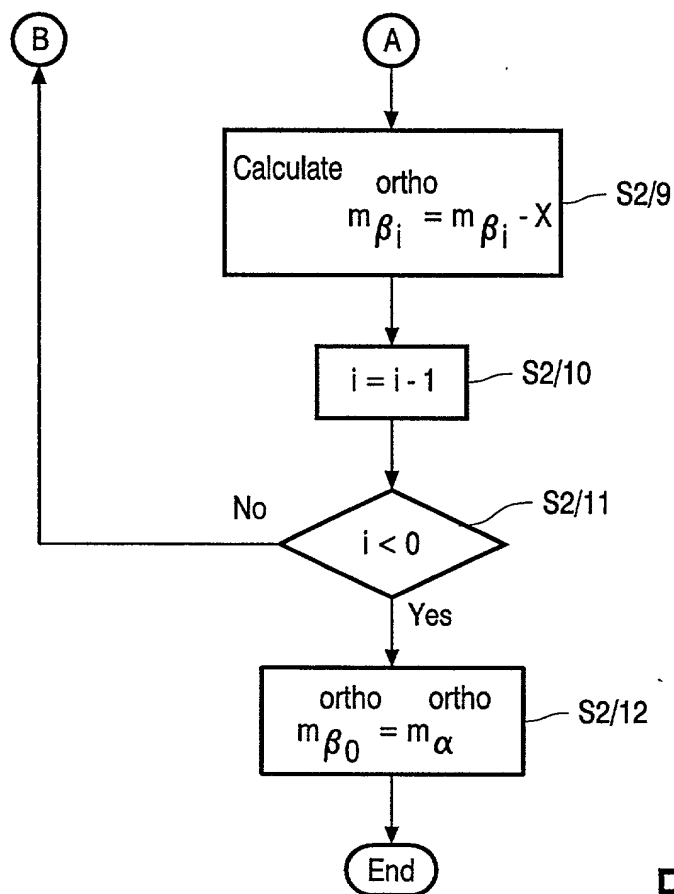 B
A
Calculate
ortho
m β i = m β i - X
S2/9
i = i - 1
S2/10
No
i < 0
S2/11
Yes
ortho ortho
m β 0 = m α
S2/12
End